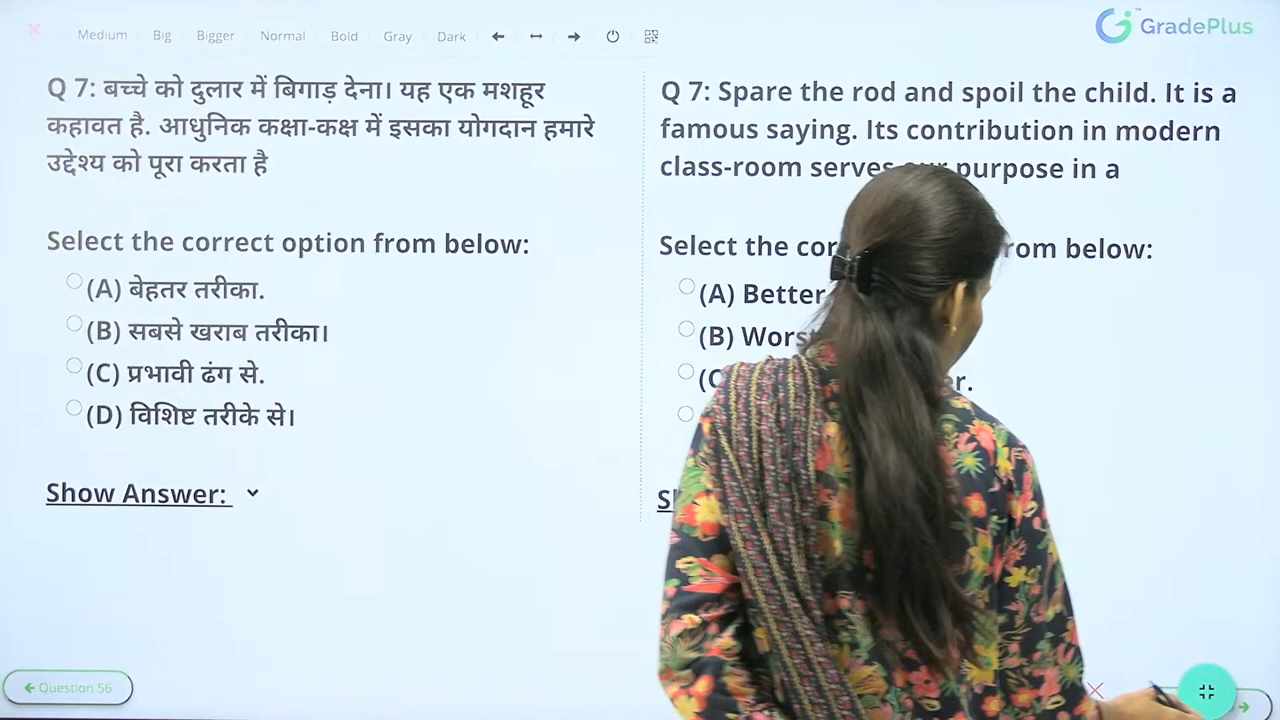 Medium Big Bigger Normal Bold Gray Dark
GradePlus
Q 7: बच्चे को दुलार में बिगाड़ देना। यह एक मशहूर
कहावत है. आधुनिक कक्षा-कक्ष में इसका योगदान हमारे
उद्देश्य को पूरा करता है
Select the correct option from below:
(A) बेहतर तरीका.
(B) सबसे खराब तरीका।
(C) प्रभावी ढंग से.
(D) विशिष्ट तरीके से।
Show Answer:
Question 56
Q 7: Spare the rod and spoil the child. It is a
famous saying. Its contribution in modern
class-room serves our purpose in a
Select the from below:
(A) Better
(B)